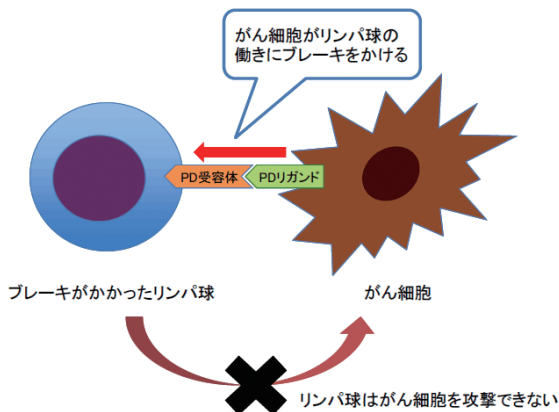 がん細胞がリンパ球の
働きにブレーキをかける
PD受容体
PDリガンド
ブレーキがかかったリンパ球
がん細胞
リンパ球はがん細胞を攻撃できない